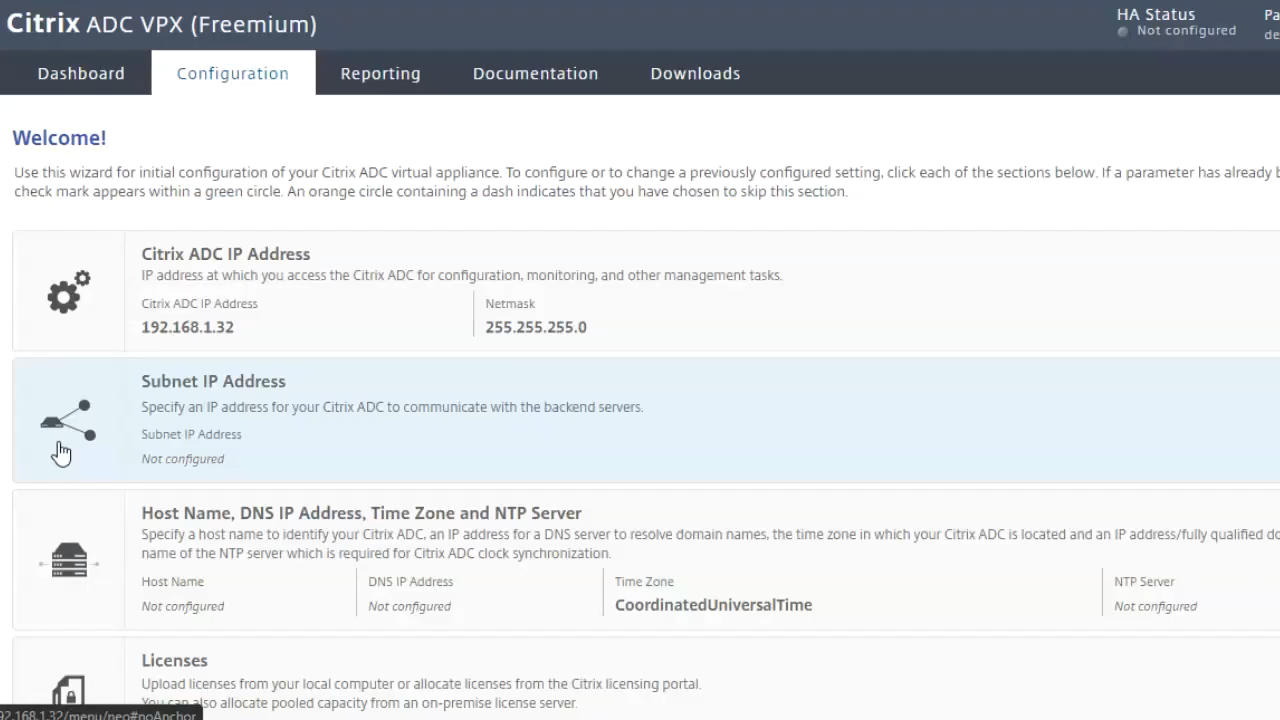 Citrix ADC VPX (Freemium)
HA Status
Not configured
Pa
de
Dashboard
Configuration
Reporting
Documentation
Downloads
Welcome!
Use this wizard for initial configuration of your Citrix ADC virtual appliance. To configure or to change a previously configured setting, click each of the sections below. If a parameter has already b
check mark appears within a green circle. An orange circle containing a dash indicates that you have chosen to skip this section.
Citrix ADC IP Address
IP address at which you access the Citrix ADC for configuration, monitoring, and other management tasks.
Citrix ADC IP Address
Netmask
192.168.1.32
255.255.255.0
Subnet IP Address
Specify an IP address for your Citrix ADC to communicate with the backend servers.
Subnet IP Address
Not configured
Host Name, DNS IP Address, Time Zone and NTP Server
Specify a host name to identify your Citrix ADC, an IP address for a DNS server to resolve domain names, the time zone in which your Citrix ADC is located and an IP address/fully qualified do
name of the NTP server which is required for Citrix ADC clock synchronization.
Host Name
DNS IP Address
Time Zone
NTP Server
Not configured
Not configured
CoordinatedUniversalTime
Not configured
Licenses
Upload licenses from your local computer or allocate licenses from the Citrix licensing portal.
You can also allocate pooled capacity from an on-premise license server.
92.168.1.32/menu/neo#noAnchor